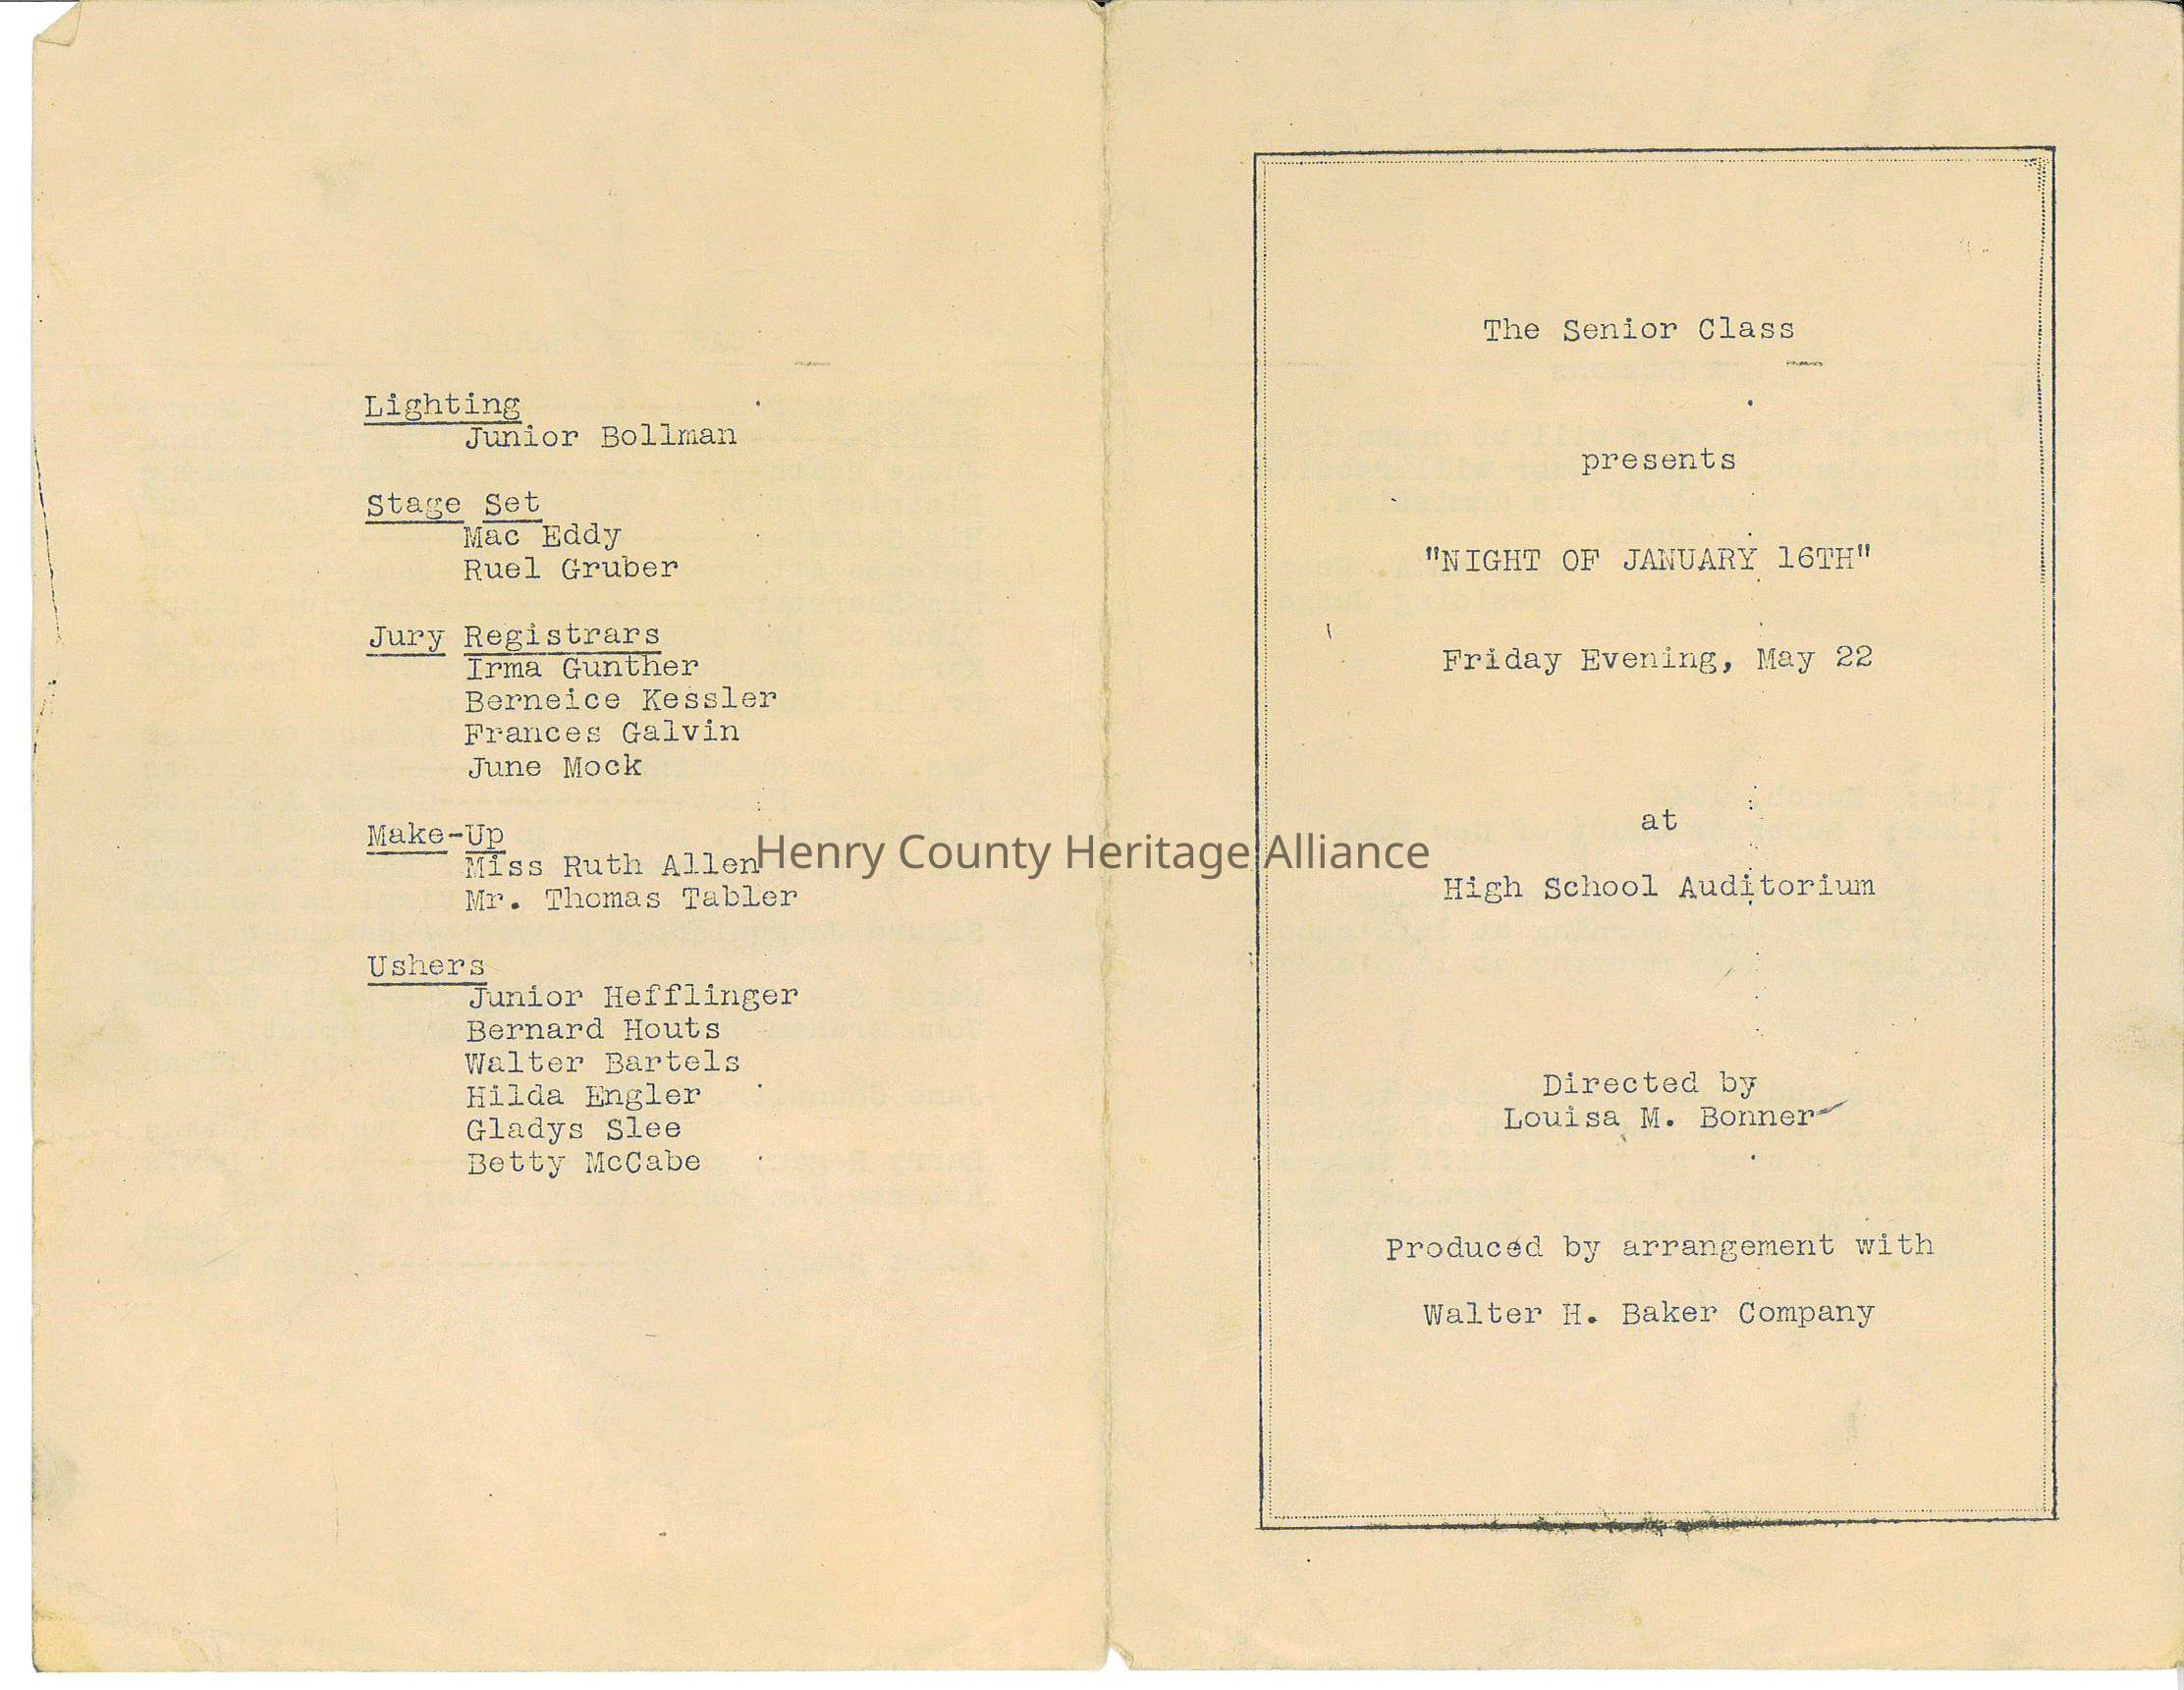 Lighting
Junior Bollman
Stage Set
Mac Eddy
Ruel Gruber
Jury Registrars
Irma Gunther
Berneice Kessler
Frances Galvin
June Mock
Make-Up
Miss Ruth Allen
Mr. Thomas Tabler
Ushers
Junior Hefflinger
Bernard Houts
Walter Bartels
Hilda Engler
Gladys Slee
Betty McCabe
Henry County Heritage Alliance
The Senior Class
presents
"NIGHT OF JANUARY 16TH"
Friday Evening, May 22
at
High School Auditorium
Directed by
Louisa M. Bonner
Produced by arrangement with
Walter H. Baker Company